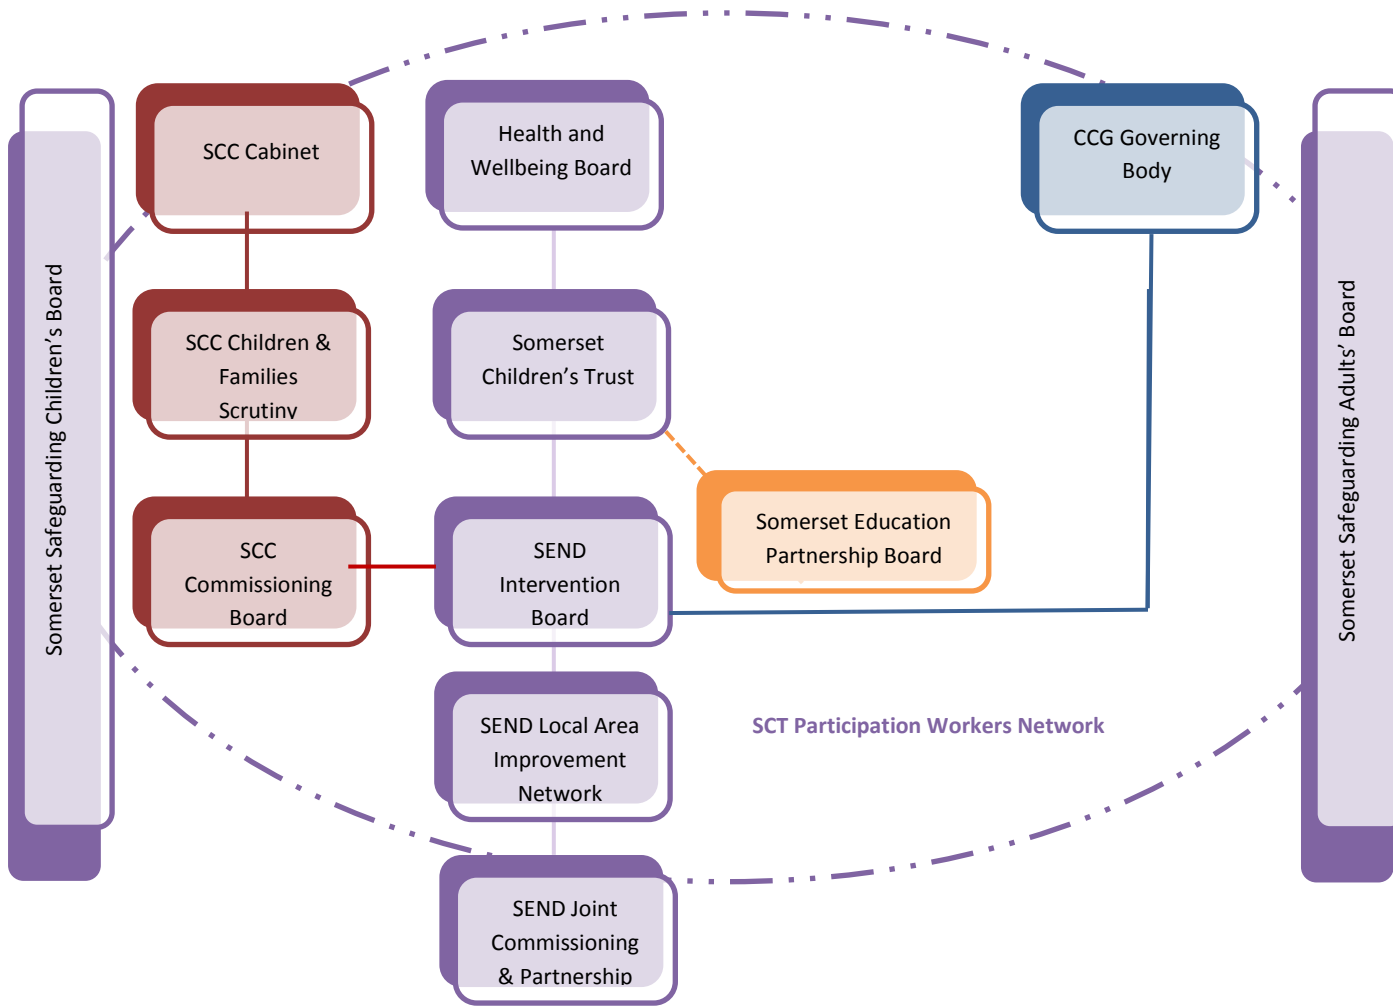 Somerset Safeguarding Children’s Board
SCC Cabinet
Health and
Wellbeing Board
CCG Governing
Body
Somerset Safeguarding Adults’ Board
SCC Children &
Families
Scrutiny
Somerset
Children’s Trust
SCC
Commissioning
Board
SEND
Intervention
Board
Somerset Education
Partnership Board
SEND Local Area
Improvement
Network
SCT Participation Workers Network
SEND Joint
Commissioning
& Partnership